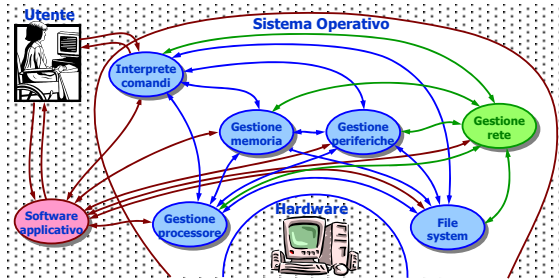 Utente
Sistema Operativo
Interprete
comandi
Gestione
memoria
Gestione
periferiche
Gestione
rete
Software
applicativo
Gestione
processore
Hardware
File
system